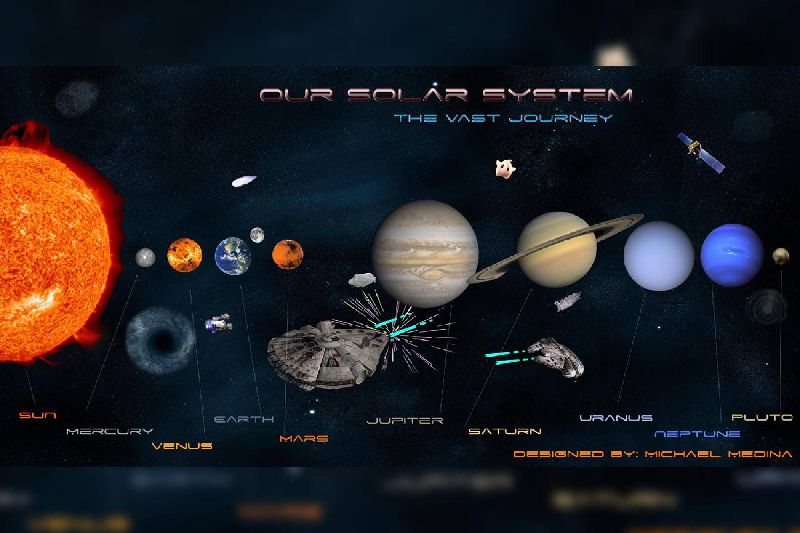 OUR SOLAR SYSTEM
THE VAST JOURNEY
SUN
MERCURY
VENUS
EARTH
MARS
JUPITER
SATURN
URANUS
NEPTUNE
PLUTO
DESIGNED BY: MICHAEL MEDINA